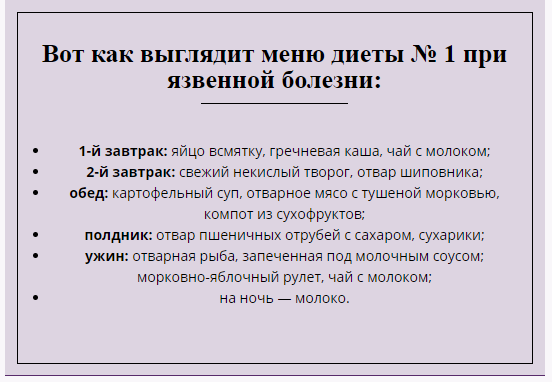 Вот как выглядит меню диеты № 1 при
язвенной болезни:
1-й завтрак: яйцо всмятку, гречневая каша, чай с молоком;
2-й завтрак: свежий некислый творог, отвар шиповника;
обед: картофельный суп, отварное мясо с тушеной морковью,
компот из сухофруктов;
полдник: отвар пшеничных отрубей с сахаром, сухарики;
ужин: отварная рыба, запеченная под молочным соусом;
морковно-яблочный рулет, чай с молоком;
на ночь — молоко.